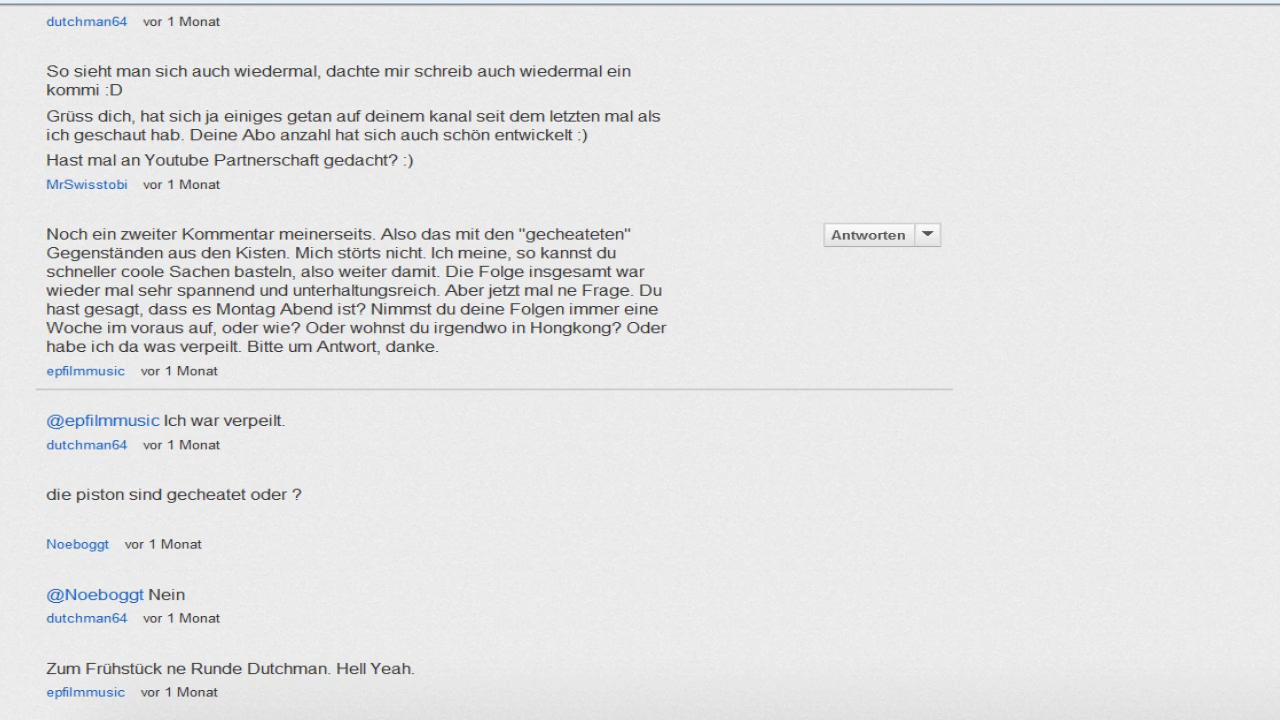 dutchman64 vor 1 Monat
So sieht man sich auch wiedermal, dachte mir schreib auch wiedermal ein
kommi :D
Grüss dich, hat sich ja einiges getan auf deinem kanal seit dem letzten mal als
ich geschaut hab. Deine Abo anzahl hat sich auch schön entwickelt :)
Hast mal an Youtube Partnerschaft gedacht? :)
MrSwisstobi vor 1 Monat
Noch ein zweiter Kommentar meinerseits. Also das mit den "gecheateten"
Antworten
Gegenständen aus den Kisten. Mich störts nicht. Ich meine, so kannst du
schneller coole Sachen basteln, also weiter damit. Die Folge insgesamt war
wieder mal sehr spannend und unterhaltungsreich. Aber jetzt mal ne Frage. Du
hast gesagt, dass es Montag Abend ist? Nimmst du deine Folgen immer eine
Woche im voraus auf, oder wie? Oder wohnst du irgendwo in Hongkong? Oder
habe ich da was verpeilt. Bitte um Antwort, danke.
epfilmmusic vor 1 Monat
@epfilmmusic Ich war verpeilt.
dutchman64 vor 1 Monat
die piston sind gecheatet oder ?
Noeboggt vor 1 Monat
@Noeboggt Nein
dutchman64 vor 1 Monat
Zum Frühstück ne Runde Dutchman. Hell Yeah.
epfilmmusic vor 1 Monat